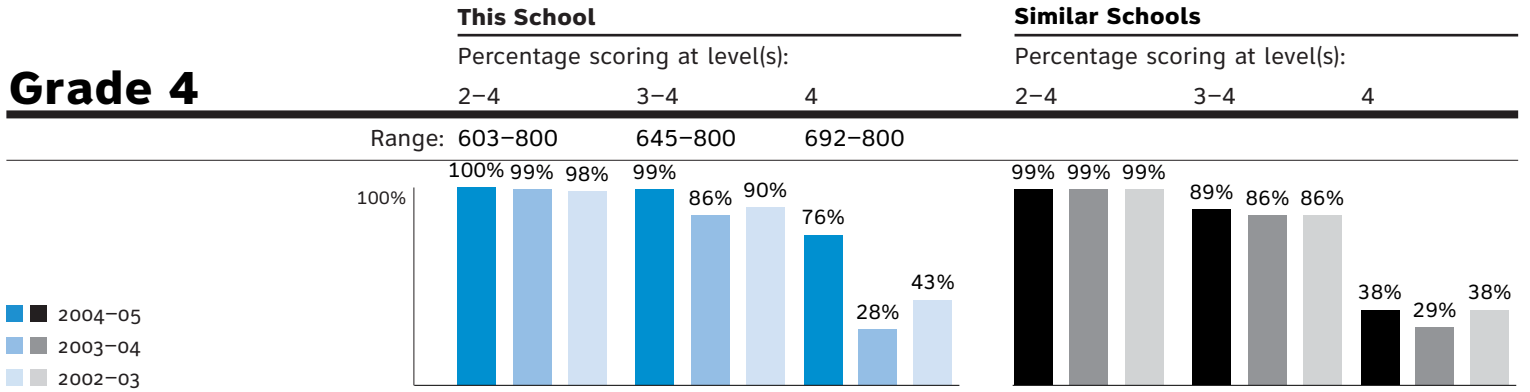 This School Similar Schools
Percentage scoring at level(s): Percentage scoring at level(s):
Grade 4 2–4 3–4 4 2–4 3–4 4
Range: 603–800 645–800 692–800
100% 99% 98% 99% 86% 90% 76% 28% 43% 99% 99% 99% 89% 86% 86% 38% 29% 38%
100%
2004–05
2003–04
2002–03